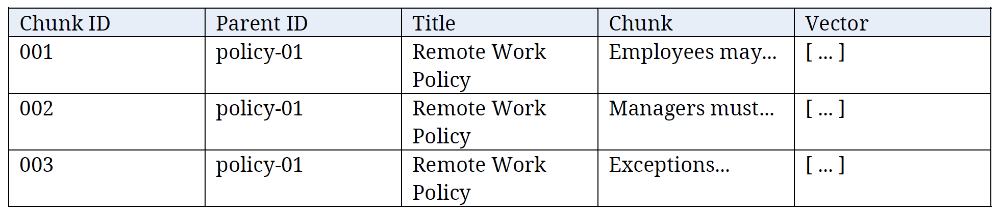 Chunk ID Parent ID Title Chunk Vector
001 policy-01 Remote Work Employees may... [ ... ]
Policy
002 policy-01 Remote Work Managers must... [ ... ]
Policy
003 policy-01 Remote Work Exceptions... [ ... ]
Policy